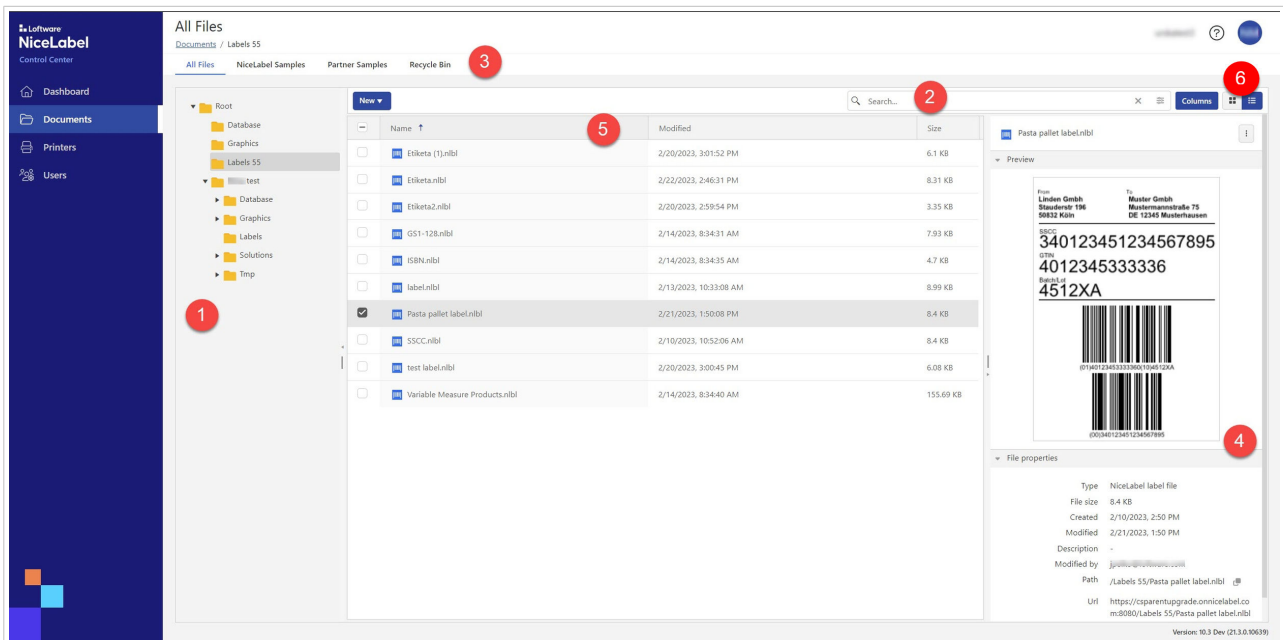 Loftware
NiceLabel
Control Center
Dashboard
Documents
Printers
Users
All Files
Documents / Labels 55
All Files NiceLabel Samples Partner Samples Recycle Bin
3
6
Root
Database
Graphics
Labels 55
test
Database
Graphics
Labels
Solutions
Tmp
1
New
Search...
2
Columns
Name ↑ Modified Size
5
Etiketa (1).nlbl 2/20/2023, 3:01:52 PM 6.1 KB
Etiketa.nlbl 2/22/2023, 2:46:31 PM 8.31 KB
Etiketa2.nlbl 2/20/2023, 2:59:54 PM 3.35 KB
GS1-128.nlbl 2/14/2023, 8:34:31 AM 7.93 KB
ISBN.nlbl 2/14/2023, 8:34:35 AM 4.7 KB
label.nlbl 2/13/2023, 10:33:08 AM 8.99 KB
Pasta pallet label.nlbl 2/21/2023, 1:50:08 PM 8.4 KB
SSCC.nlbl 2/10/2023, 10:52:06 AM 8.4 KB
test label.nlbl 2/20/2023, 3:00:45 PM 6.08 KB
Variable Measure Products.nlbl 2/14/2023, 8:34:40 AM 155.69 KB
Pasta pallet label.nlbl
Preview
From To
Linden Gmbh Muster Gmbh
Stauderstr 196 Mustermannstraße 75
50832 Köln DE 12345 Musterhausen
SSCC
340123451234567895
GTIN
4012345333336
Batch/Lot
4512XA
(01)40123453333360(10)4512XA
(00)340123451234567895
4
File properties
Type NiceLabel label file
File size 8.4 KB
Created 2/10/2023, 2:50 PM
Modified 2/21/2023, 1:50 PM
Description -
Modified by
Path /Labels 55/Pasta pallet label.nlbl
Url https://csparentupgrade.onnicelabel.co
m:8080/Labels 55/Pasta pallet label.nlbl
Version: 10.3 Dev (21.3.0.10639)